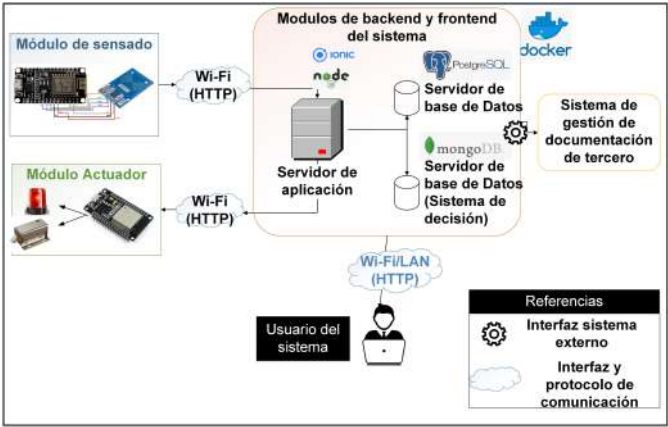 Modulos de backend y frontend
del sistema
docker
Módulo de sensado
Wi-Fi
(HTTP)
ionic
node
PostgreSQL
Servidor de
base de Datos
Sistema de
gestión de
documentación
de tercero
mongoDB
Servidor de
aplicación
Servidor de
base de Datos
(Sistema de
decisión)
Módulo Actuador
Wi-Fi
(HTTP)
Wi-Fi/LAN
(HTTP)
Usuario del
sistema
Referencias
Interfaz sistema
externo
Interfaz y
protocolo de
comunicación